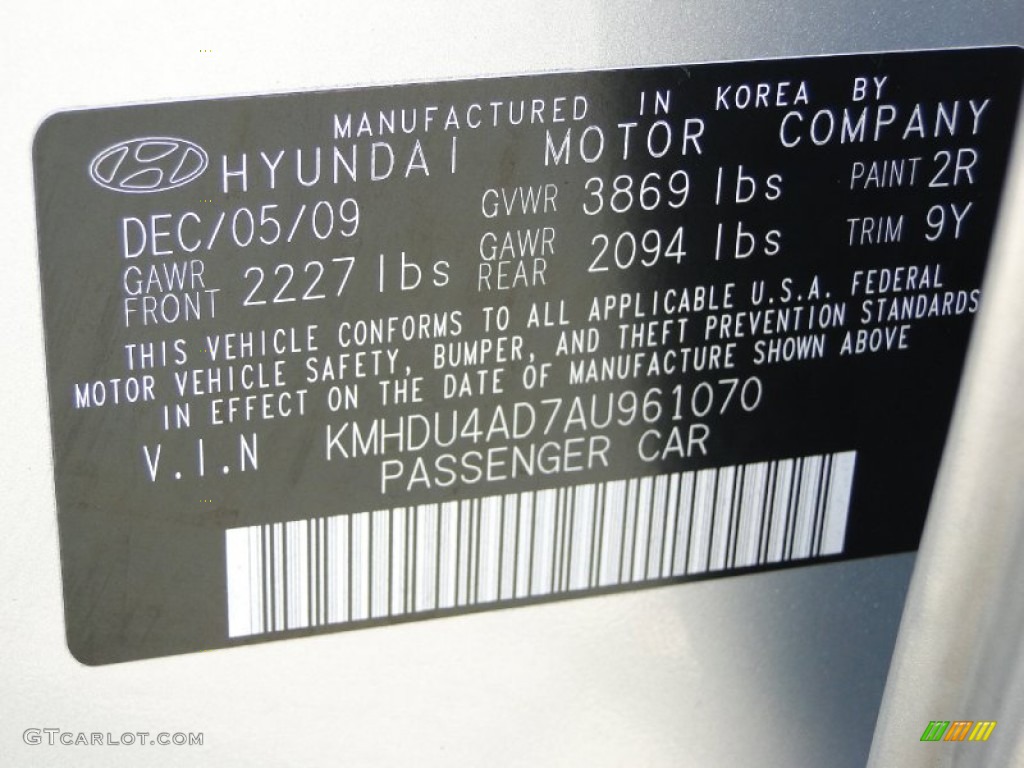 MANUFACTURED IN KOREA BY
HYUNDAI MOTOR COMPANY
DEC/05/09 GVWR 3869 lbs PAINT 2R
GAWR FRONT 2227 lbs GAWR REAR 2094 lbs TRIM 9Y
THIS VEHICLE CONFORMS TO ALL APPLICABLE U.S.A. FEDERAL
MOTOR VEHICLE SAFETY, BUMPER, AND THEFT PREVENTION STANDARDS
IN EFFECT ON THE DATE OF MANUFACTURE SHOWN ABOVE
V.I.N KMHDU4AD7AU961070
PASSENGER CAR
GTCARLOT.COM